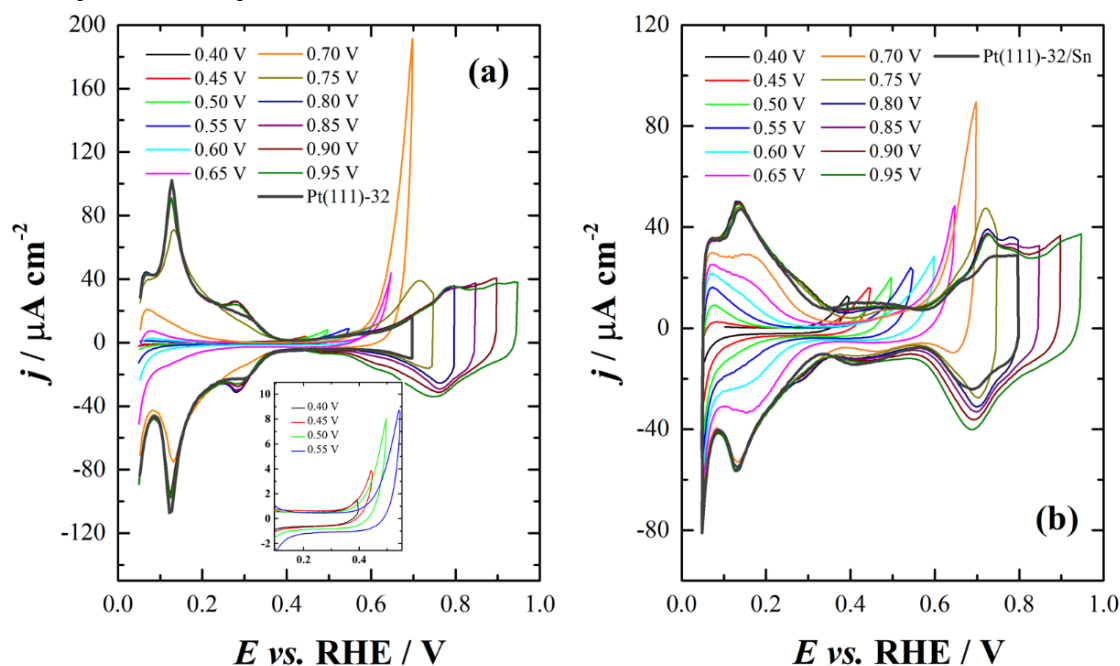 200
160
120
80
40
0
-40
-80
-120
j / µA cm-2
0.40 V 0.70 V
0.45 V 0.75 V
0.50 V 0.80 V
0.55 V 0.85 V
0.60 V 0.90 V
0.65 V 0.95 V
Pt(111)-32
(a)
10
8
6
4
2
0
-2
0.40 V
0.45 V
0.50 V
0.55 V
0.2 0.4
0.0 0.2 0.4 0.6 0.8 1.0
E vs. RHE / V
120
80
40
0
-40
-80
j / µA cm-2
0.40 V 0.70 V Pt(111)-32/Sn
0.45 V 0.75 V
0.50 V 0.80 V
0.55 V 0.85 V
0.60 V 0.90 V
0.65 V 0.95 V
(b)
0.0 0.2 0.4 0.6 0.8 1.0
E vs. RHE / V